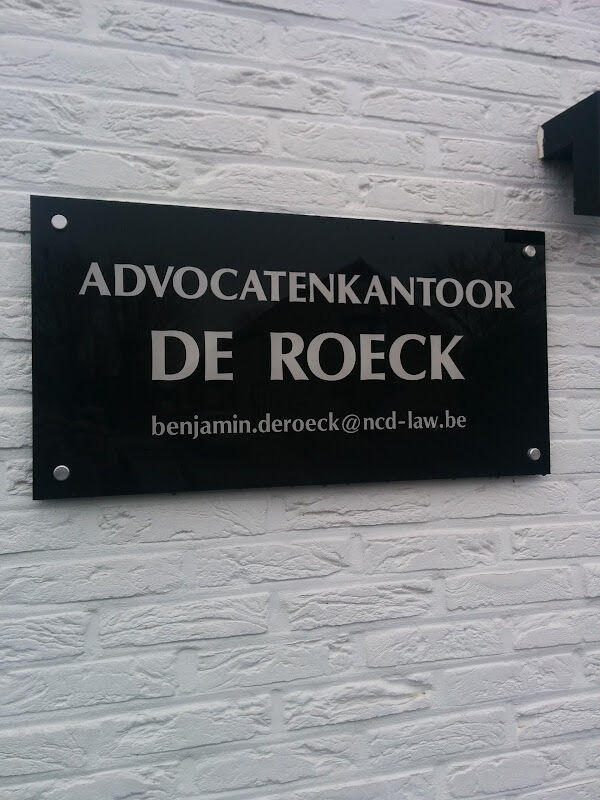 ADVOCATENKANTOOR
DE ROECK
benjamin.deroeck@ncd-law.be